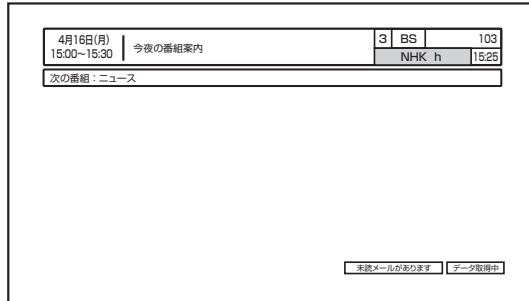 4月16日(月)
15:00~15:30
今夜の番組案内
3 BS 103
NHK h 15:25
次の番組：ニュース
未読メールがあります データ取得中